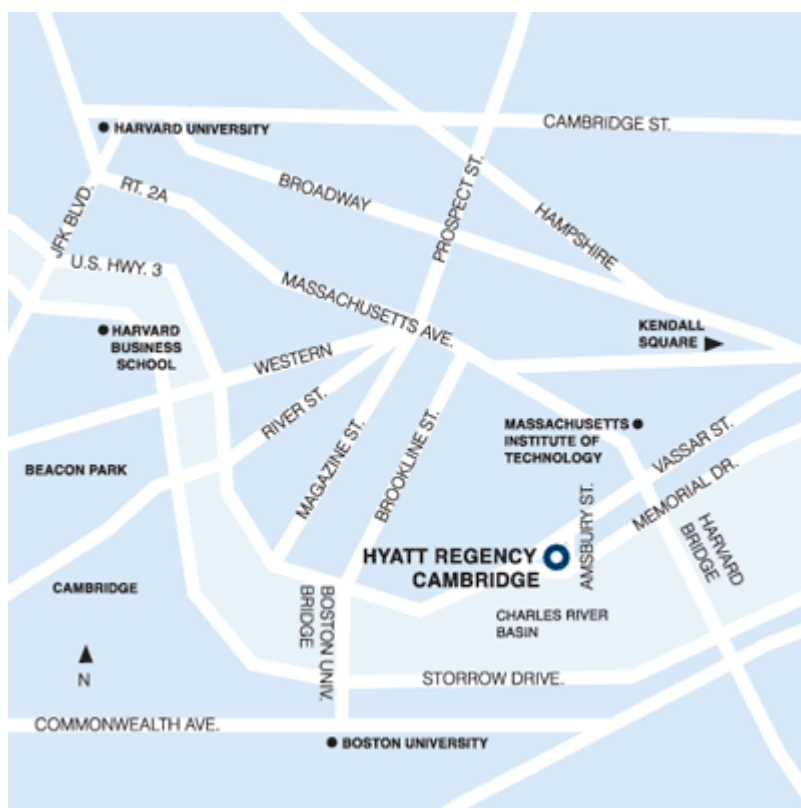 HARVARD UNIVERSITY
CAMBRIDGE ST.
RT. 2A
BROADWAY
PROSPECT ST.
HAMPSHIRE
JFK BLVD.
U.S. HWY. 3
MASSACHUSETTS AVE.
HARVARD
BUSINESS
SCHOOL
WESTERN
KENDALL
SQUARE
RIVER ST.
MAGAZINE ST.
BROOKLINE ST.
MASSACHUSETTS
INSTITUTE OF
TECHNOLOGY
VASSAR ST.
MEMORIAL DR.
BEACON PARK
AMSBURY ST.
HARVARD
BRIDGE
HYATT REGENCY
CAMBRIDGE
CAMBRIDGE
BOSTON UNIV.
BRIDGE
CHARLES RIVER
BASIN
N
STORROW DRIVE.
COMMONWEALTH AVE.
BOSTON UNIVERSITY